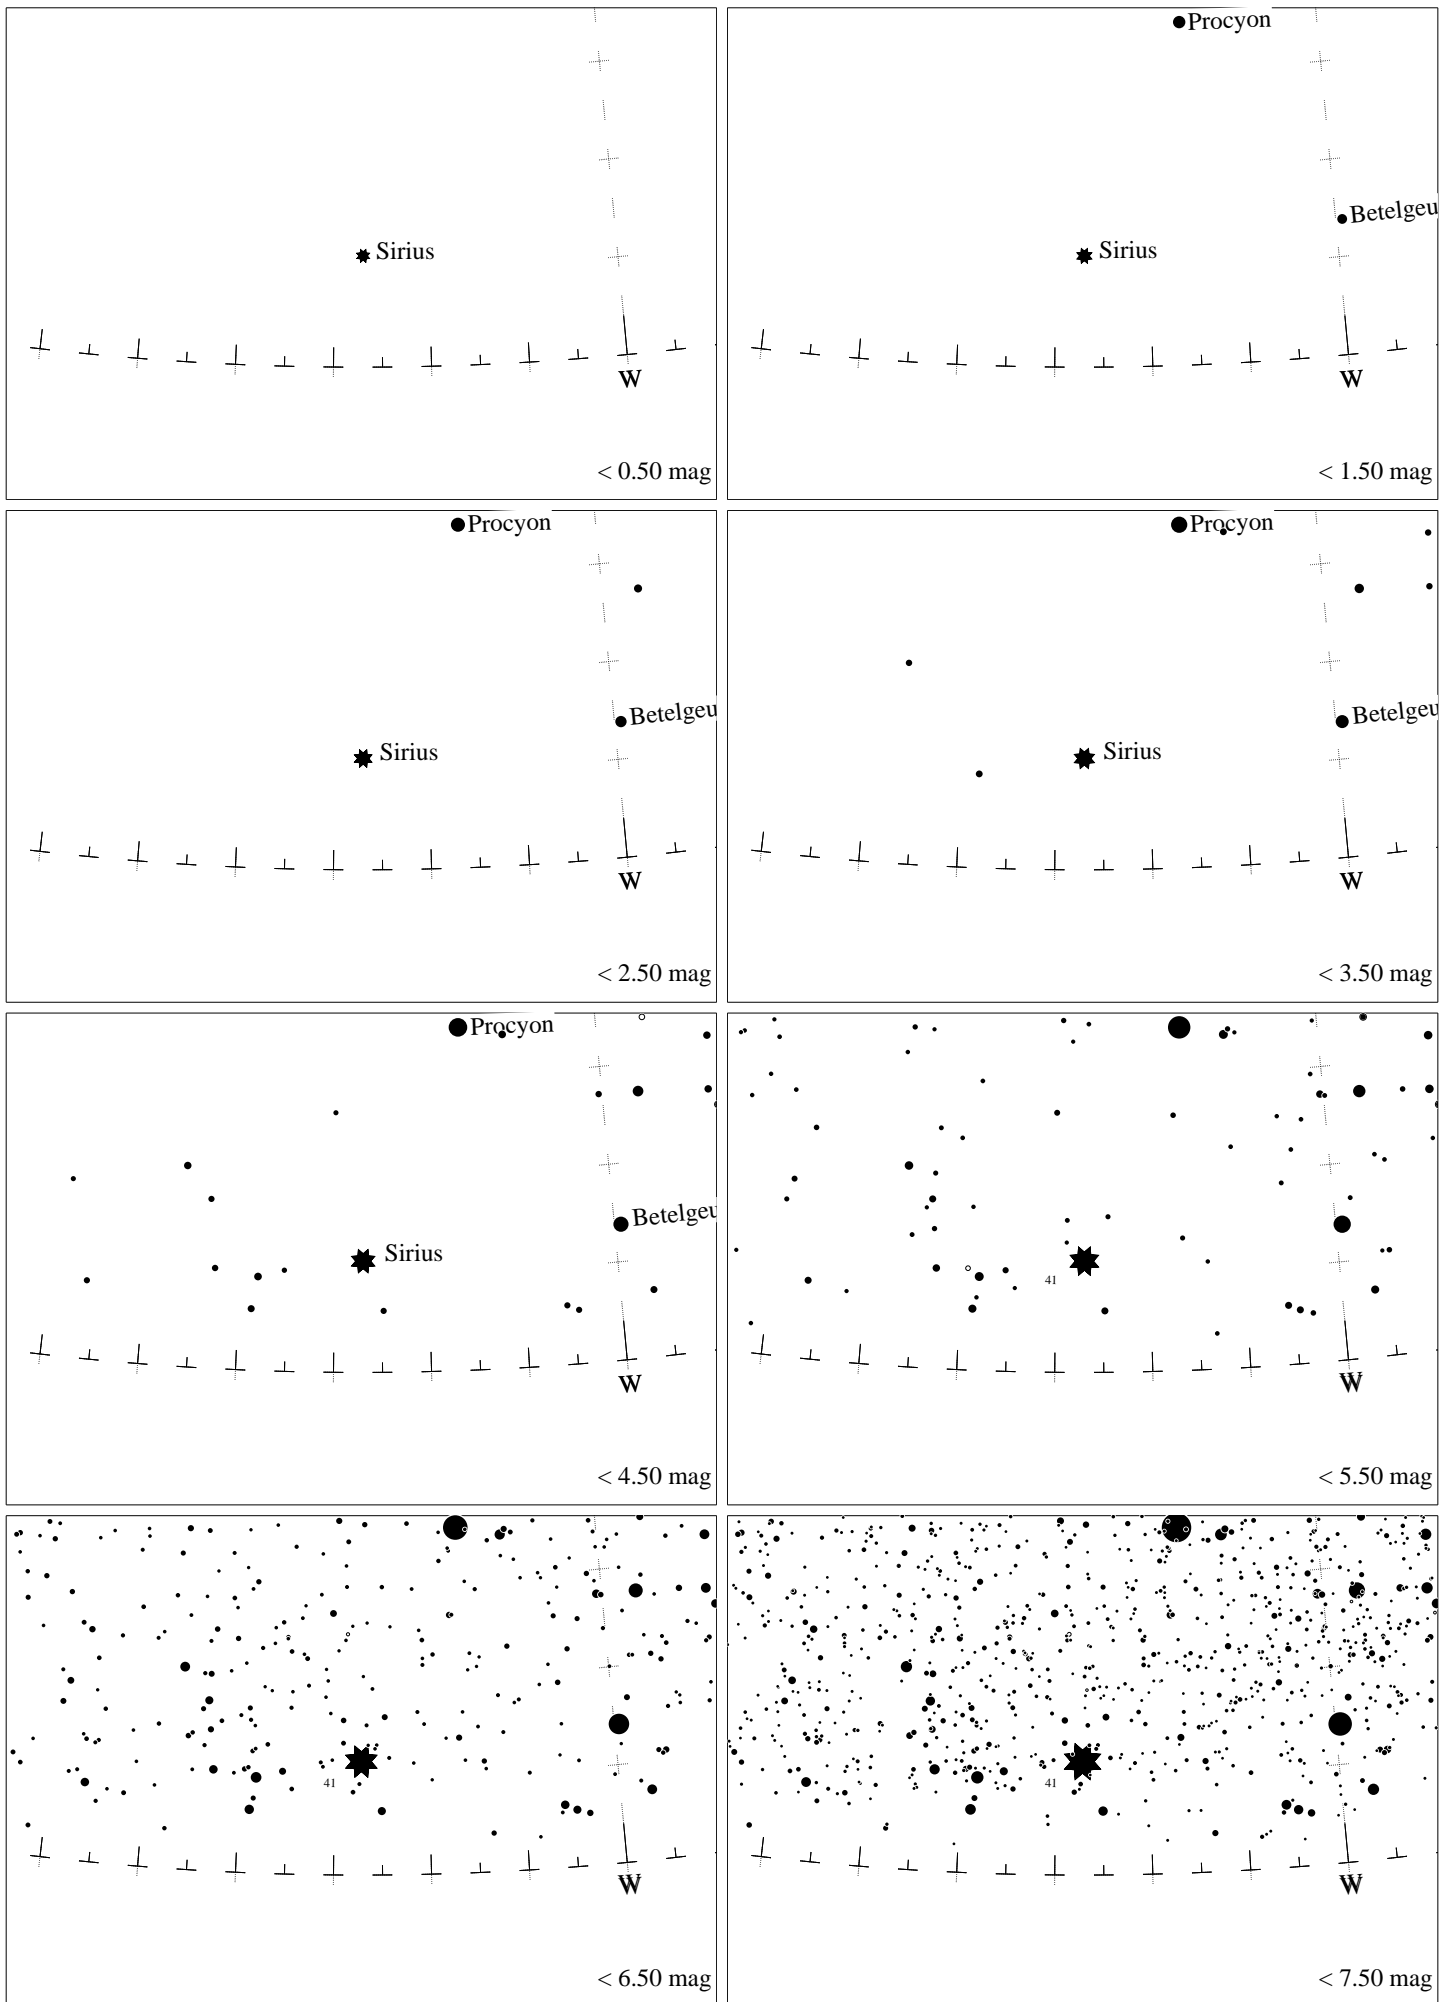 Sirius
W
< 0.50 mag
Procyon
Betelgeu
Sirius
W
< 1.50 mag
Procyon
Betelgeu
Sirius
W
< 2.50 mag
Procyon
Betelgeu
Sirius
W
< 3.50 mag
Procyon
Betelgeu
Sirius
W
< 4.50 mag
41
W
< 5.50 mag
41
W
< 6.50 mag
41
W
< 7.50 mag